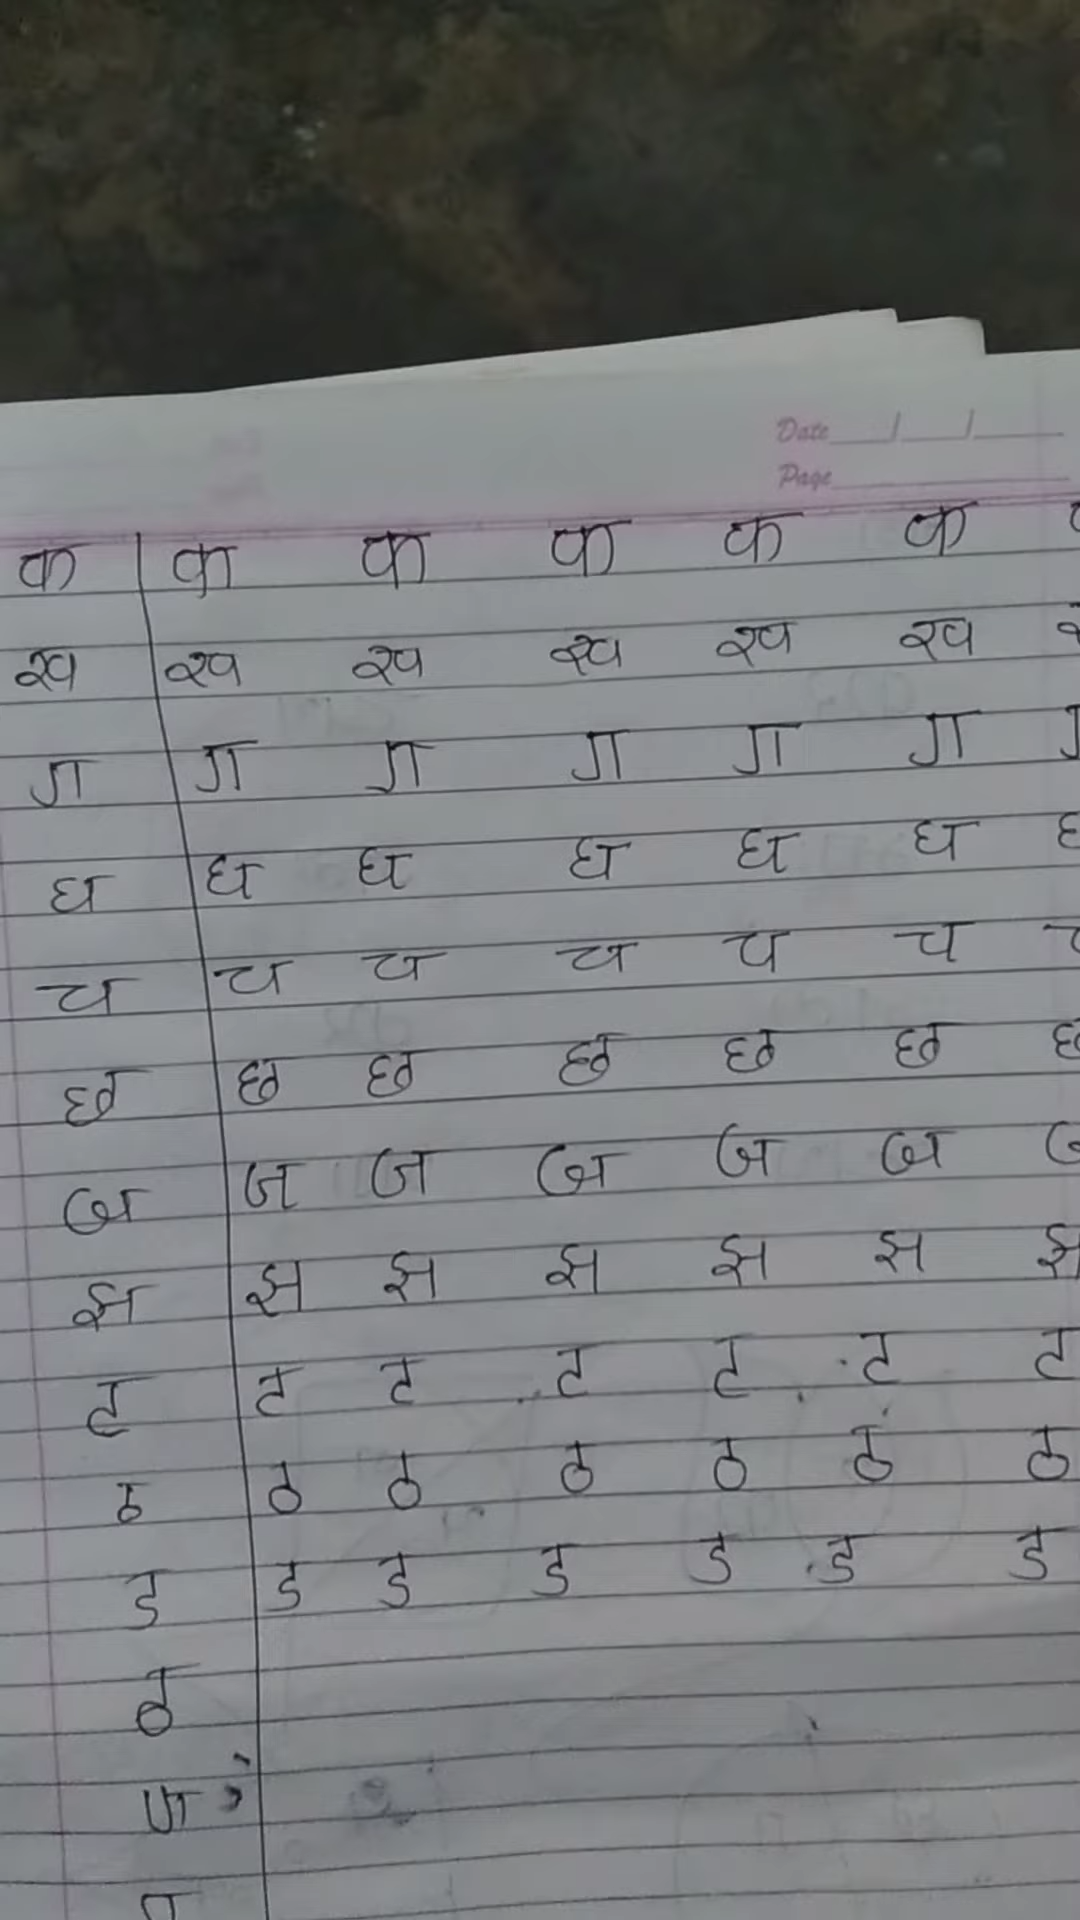 Date
Page
क क क क क क
ख ख ख ख ख ख
ग ग ग ग ग ग
घ घ घ घ घ घ
च च च च च च
छ छ छ छ छ छ
ज ज ज ज ज ज
झ झ झ झ झ झ
ट ट ट ट ट ट ट
ठ ठ ठ ठ ठ ठ ठ
ड ड ड ड ड ड ड
ढ
ण